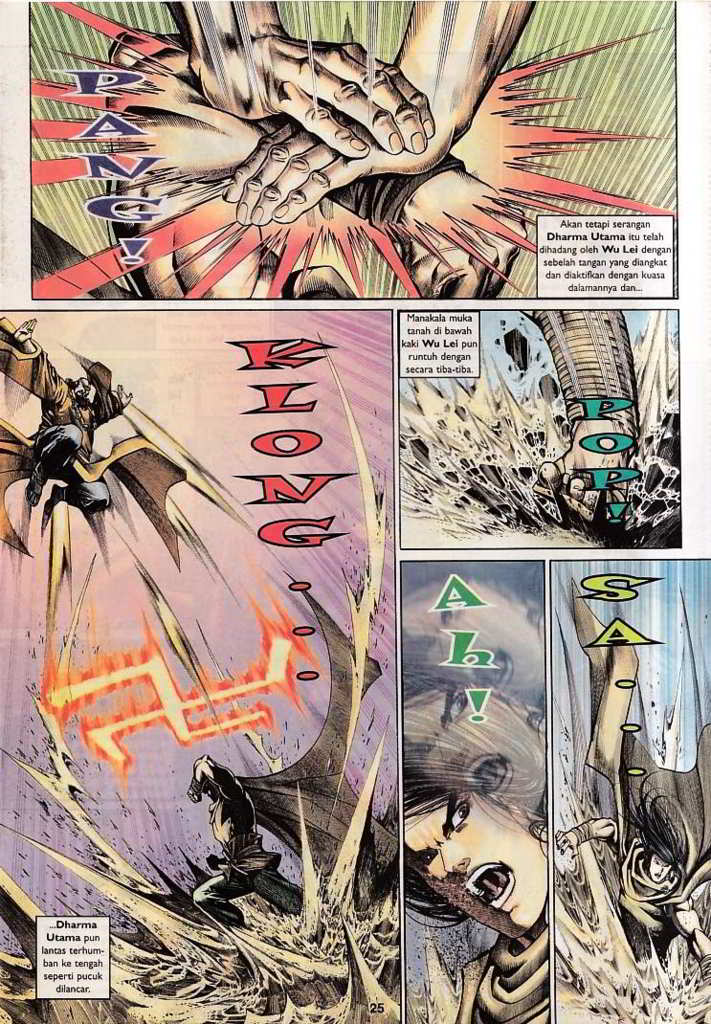 PANG!
Akan tetapi serangan
Dharma Utama itu telah
dihadang oleh Wu Lei dengan
sebelah tangan yang diangkat
dan diaktifkan dengan kuasa
dalamannya dan...
KLONG...
Manakala muka
tanah di bawah
kaki Wu Lei pun
runtuh dengan
secara tiba-tiba.
POP!
Ah!
SA...
...Dharma
Utama pun
lantas terhum-
ban ke tengah
seperti pucuk
dilancar.
25